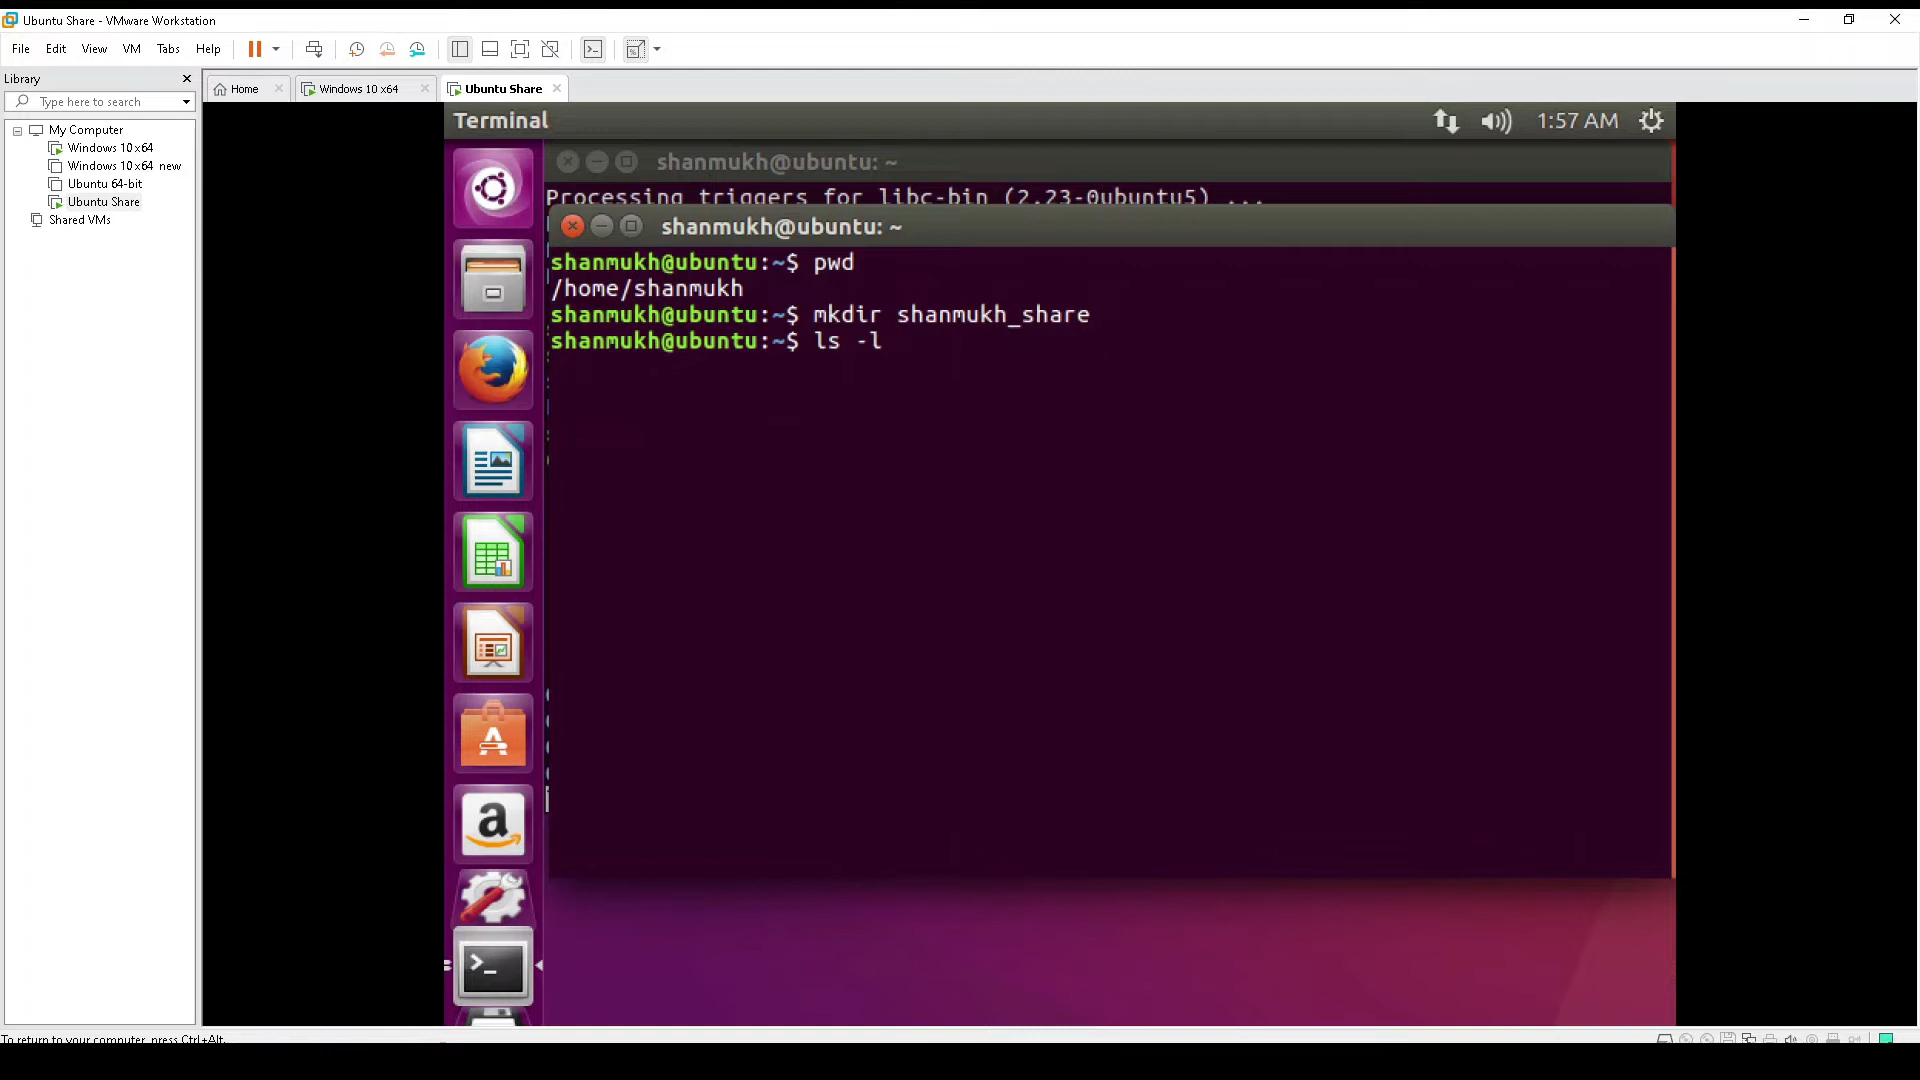 Ubuntu Share - VMware Workstation
File Edit View VM Tabs Help
Library
Type here to search
My Computer
Windows 10 x64
Windows 10 x64 new
Ubuntu 64-bit
Ubuntu Share
Shared VMs
Home
Windows 10 x64
Ubuntu Share
Terminal
1:57 AM
shanmukh@ubuntu: ~
Processing triggers for libc-bin (2.23-0ubuntu5) ...
shanmukh@ubuntu: ~
shanmukh@ubuntu:~$ pwd
/home/shanmukh
shanmukh@ubuntu:~$ mkdir shanmukh_share
shanmukh@ubuntu:~$ ls -l
To return to your computer, press Ctrl+Alt.